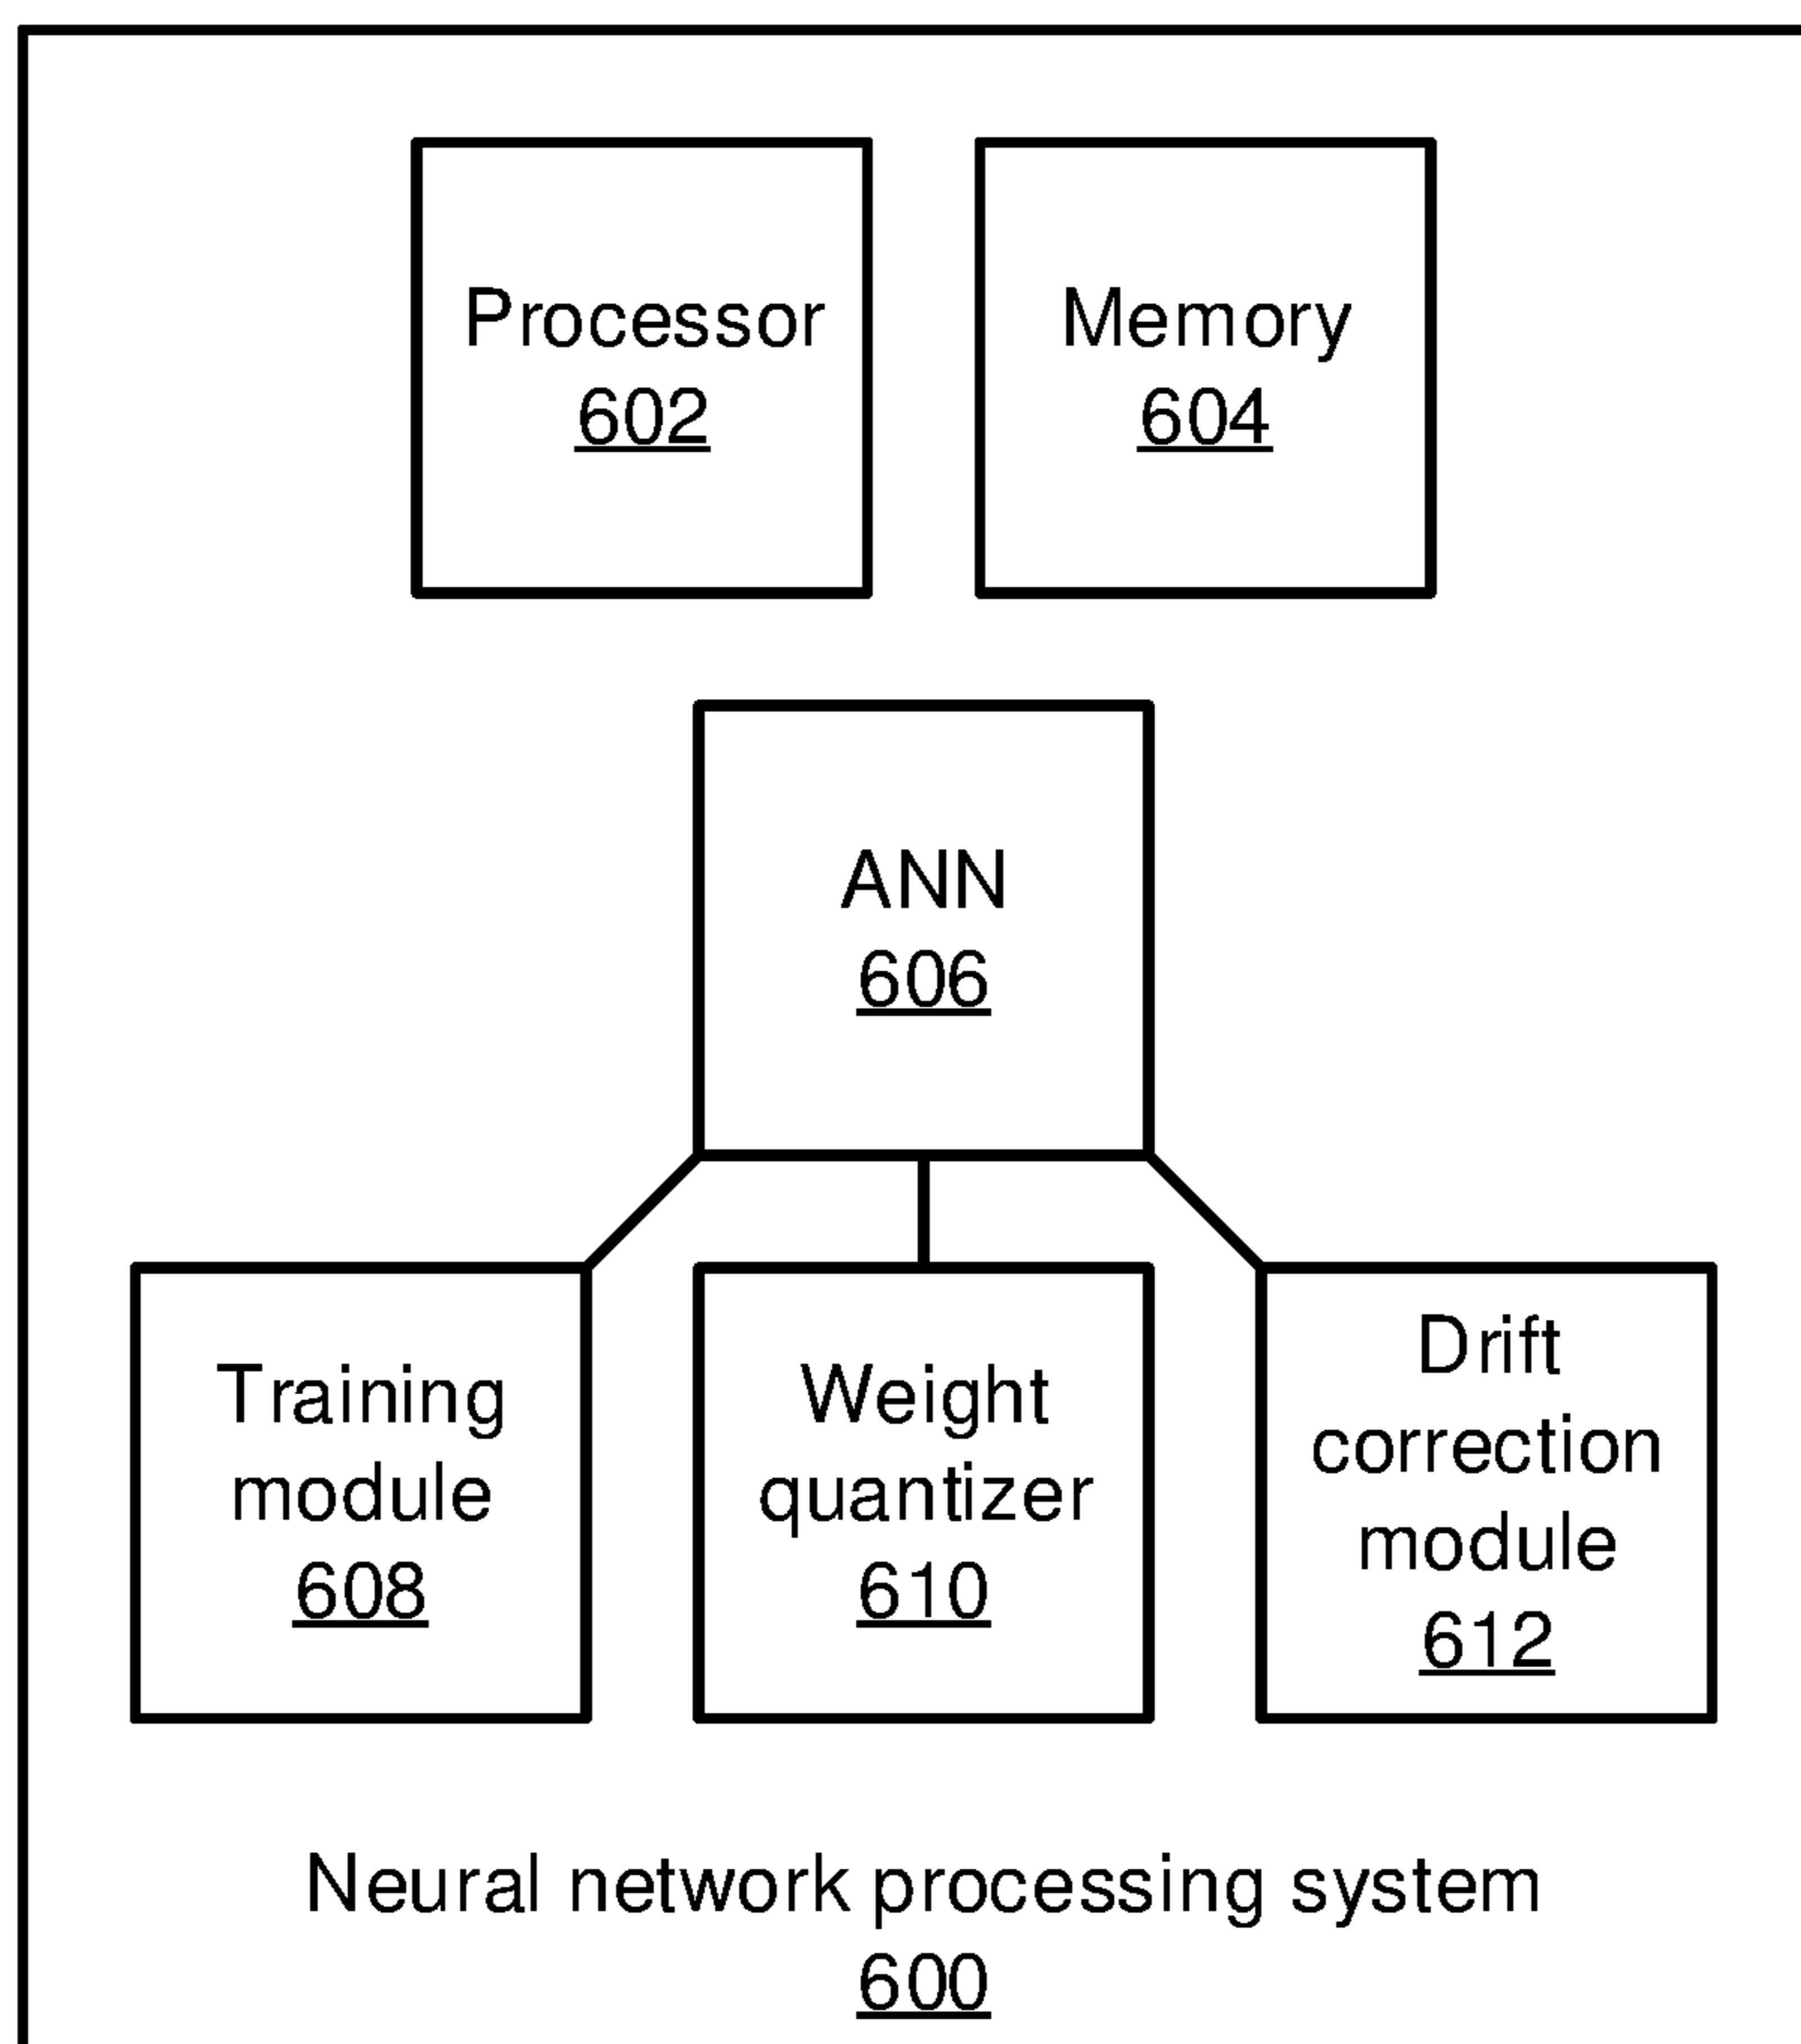 Processor
602
Memory
604
ANN
606
Training
module
608
Weight
quantizer
610
Drift
correction
module
612
Neural network processing system
600